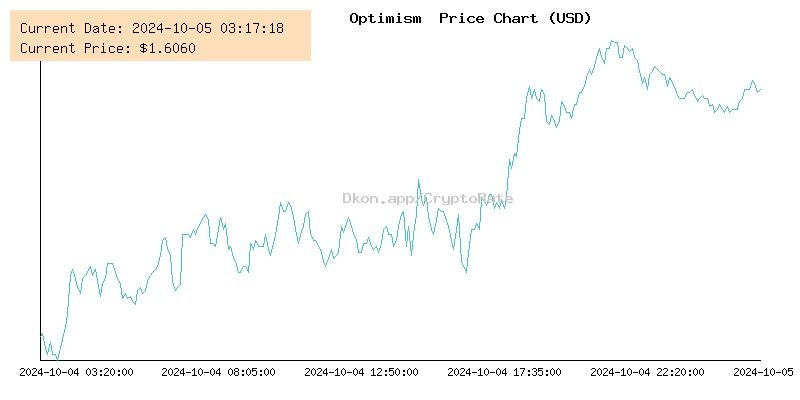 Optimism  Price Chart (USD)
Current Date: 2024-10-05 03:17:18
Current Price: $1.6060
Dkon.app/CryptoRate
2024-10-04 03:20:00 2024-10-04 08:05:00 2024-10-04 12:50:00 2024-10-04 17:35:00 2024-10-04 22:20:00 2024-10-05